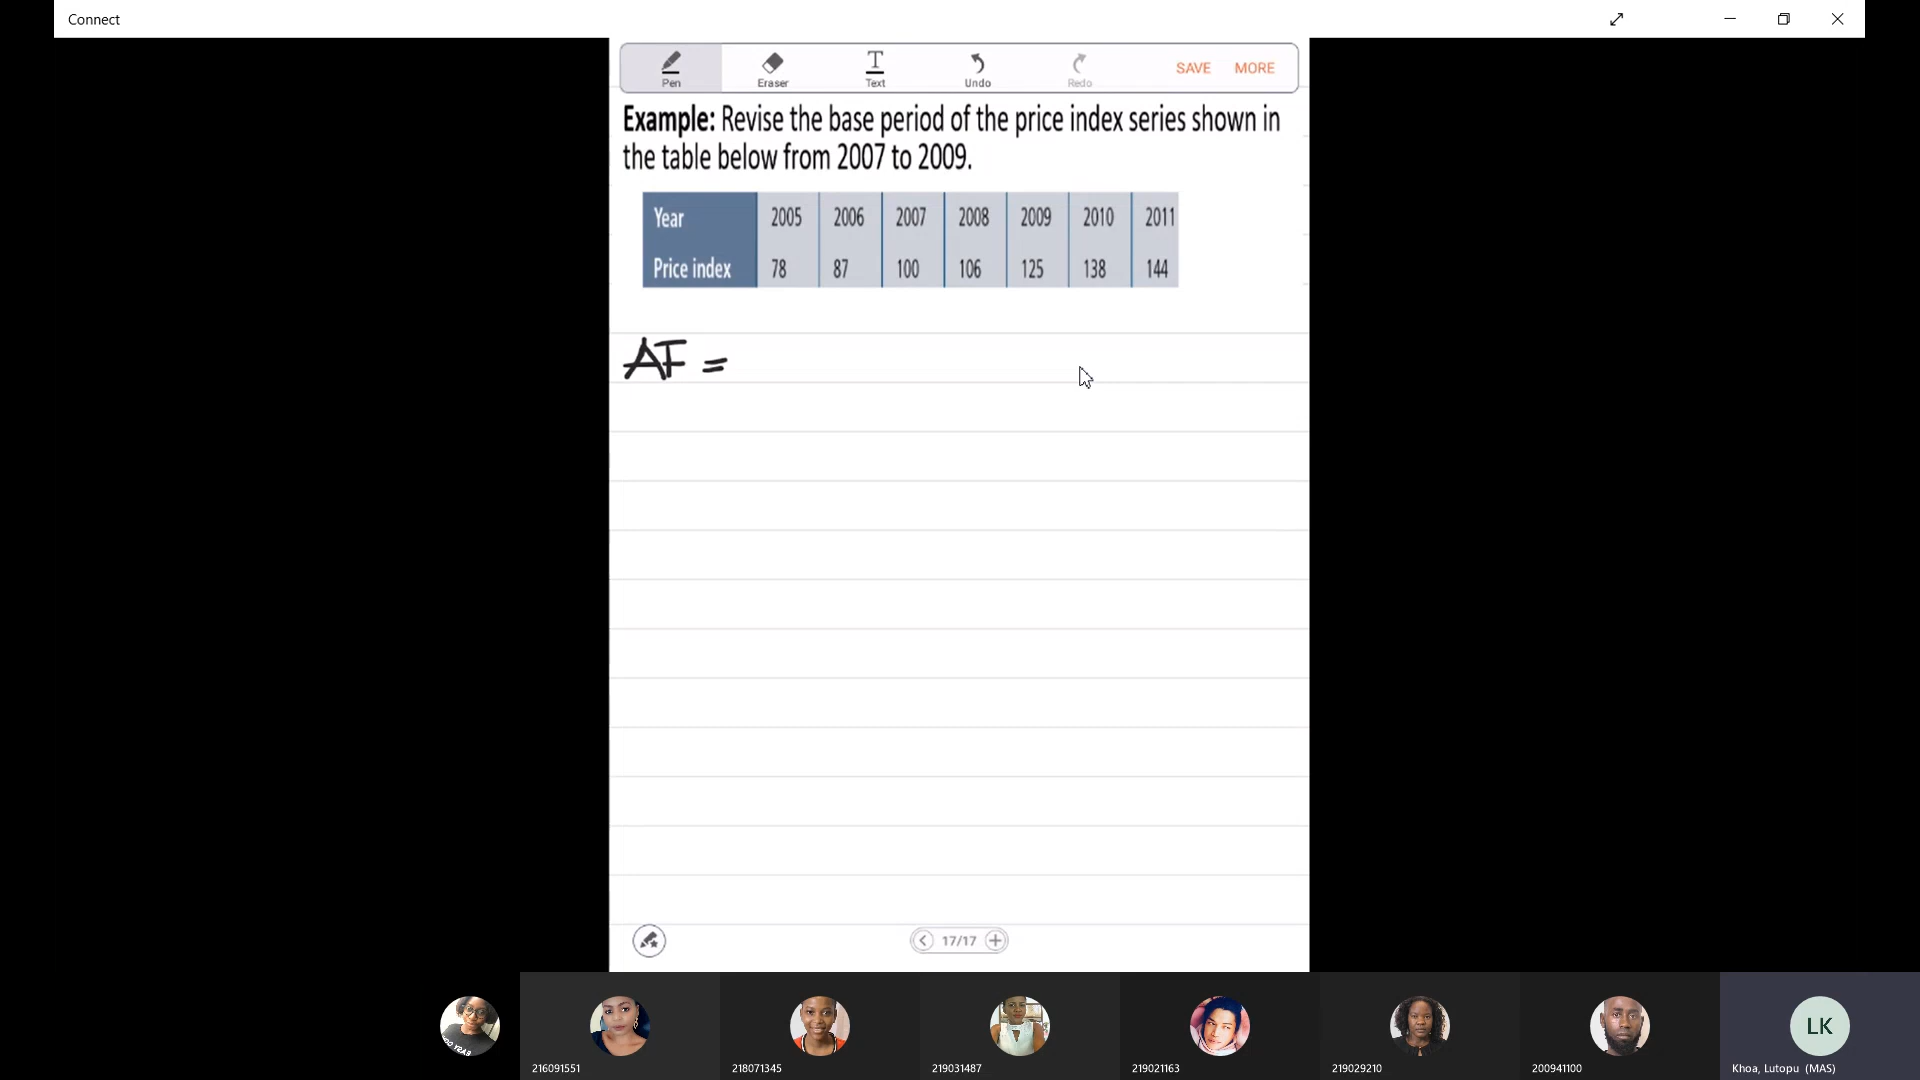 Connect
Pen Eraser Text Undo Redo SAVE MORE
Example: Revise the base period of the price index series shown in
the table below from 2007 to 2009.
Year 2005 2006 2007 2008 2009 2010 2011
Price index 78 87 100 106 125 138 144
AF =
17/17
LK
216091551 218071345 219031487 219021163 219029210 200941100 Khoa, Lutopu (MAS)